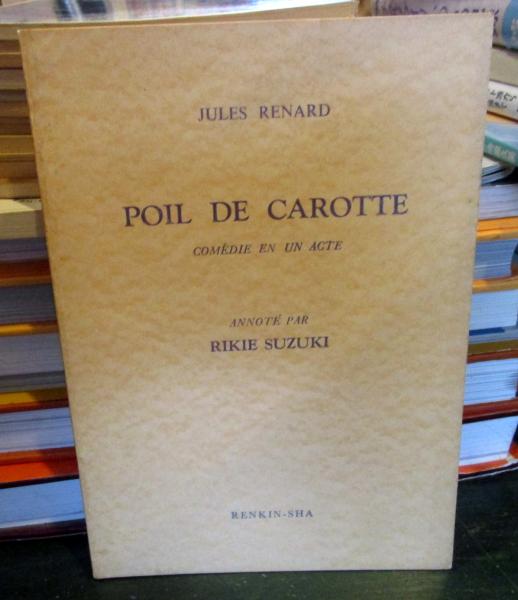 JULES RENARD
POIL DE CAROTTE
COMÉDIE EN UN ACTE
ANNOTÉ PAR
RIKIE SUZUKI
RENKIN-SHA